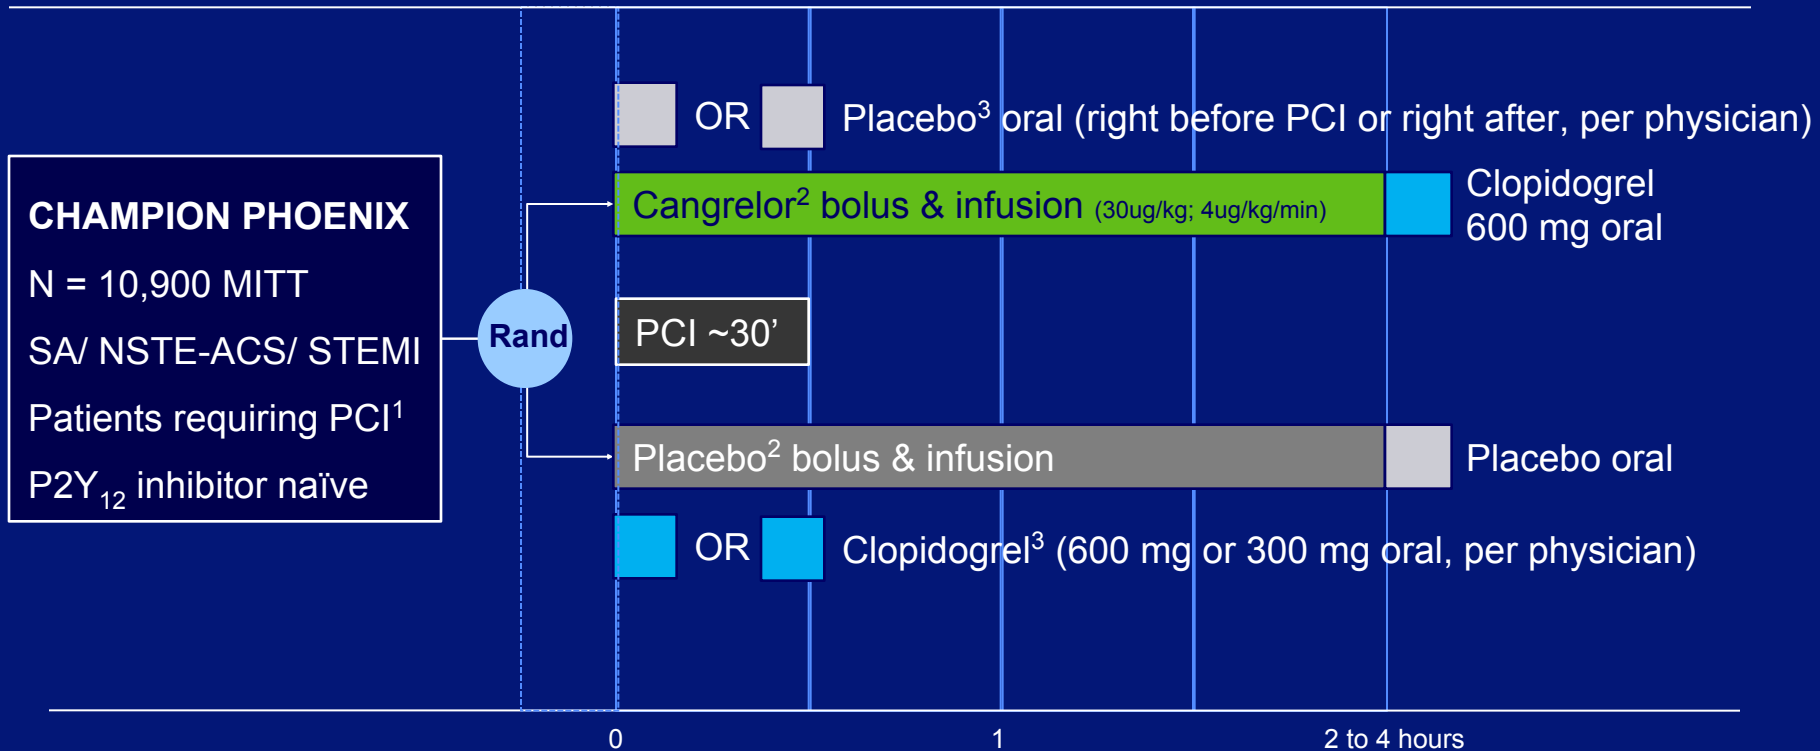 OR Placebo³ oral (right before PCI or right after, per physician)
CHAMPION PHOENIX
N = 10,900 MITT
SA/ NSTE-ACS/ STEMI
Patients requiring PCI¹
P2Y₁₂ inhibitor naïve
Rand
Cangrelor² bolus & infusion (30ug/kg; 4ug/kg/min)
Clopidogrel
600 mg oral
PCI ~30’
Placebo² bolus & infusion
Placebo oral
OR Clopidogrel³ (600 mg or 300 mg oral, per physician)
0 1 2 to 4 hours